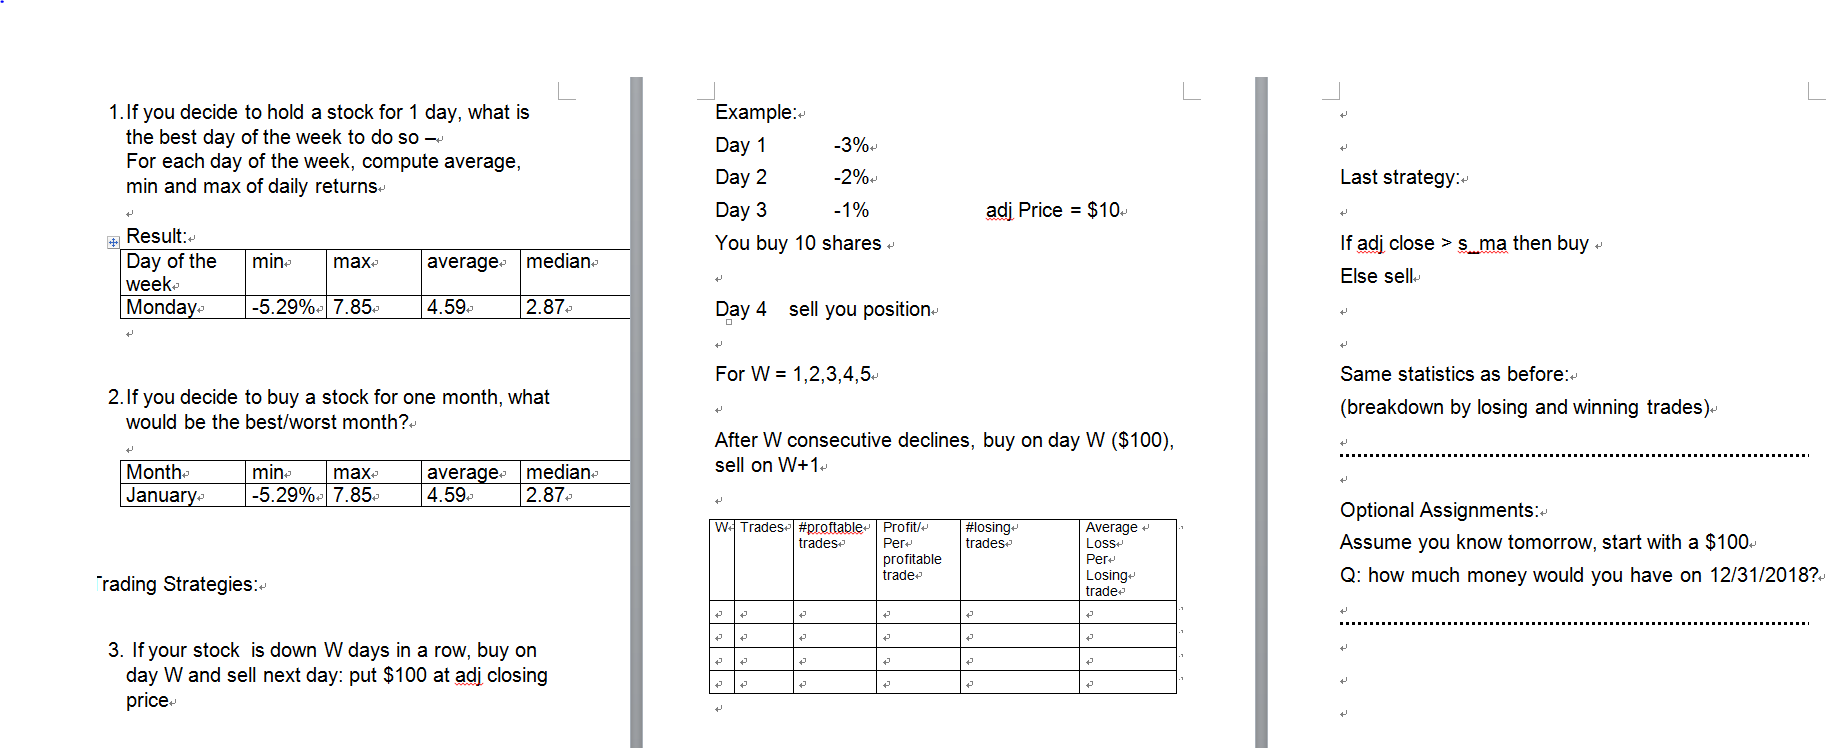 1. If you decide to hold a stock for 1 day, what is
the best day of the week to do so –
For each day of the week, compute average,
min and max of daily returns
Result:
Day of the week min max average median
Monday -5.29% 7.85 4.59 2.87
2. If you decide to buy a stock for one month, what
would be the best/worst month?
Month min max average median
January -5.29% 7.85 4.59 2.87
Trading Strategies:
3. If your stock is down W days in a row, buy on
day W and sell next day: put $100 at adj closing
price
Example:
Day 1 -3%
Day 2 -2%
Day 3 -1% adj Price = $10
You buy 10 shares
Day 4 sell you position
For W = 1,2,3,4,5
After W consecutive declines, buy on day W ($100),
sell on W+1
W Trades #proftable trades Profit/ Per profitable trade #losing trades Average Loss Per Losing trade
Last strategy:
If adj close > s_ma then buy
Else sell
Same statistics as before:
(breakdown by losing and winning trades)
Optional Assignments:
Assume you know tomorrow, start with a $100
Q: how much money would you have on 12/31/2018?